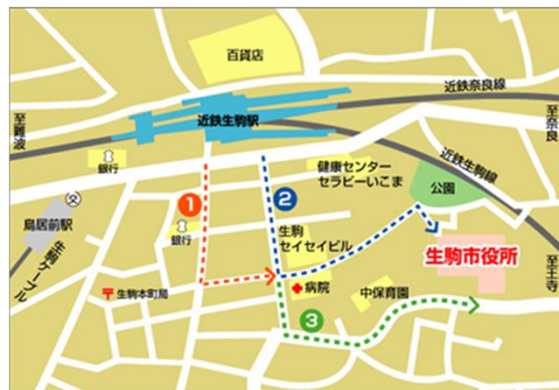 百貨店
近鉄奈良線
至難波
近鉄生駒駅
至奈良
銀行
健康センター
セラビーいこま
近鉄生駒線
公園
鳥居前駅
1
2
銀行
生駒
セイセイビル
生駒市役所
生駒ケーブル
生駒本町局
病院
中保育園
至王寺
3